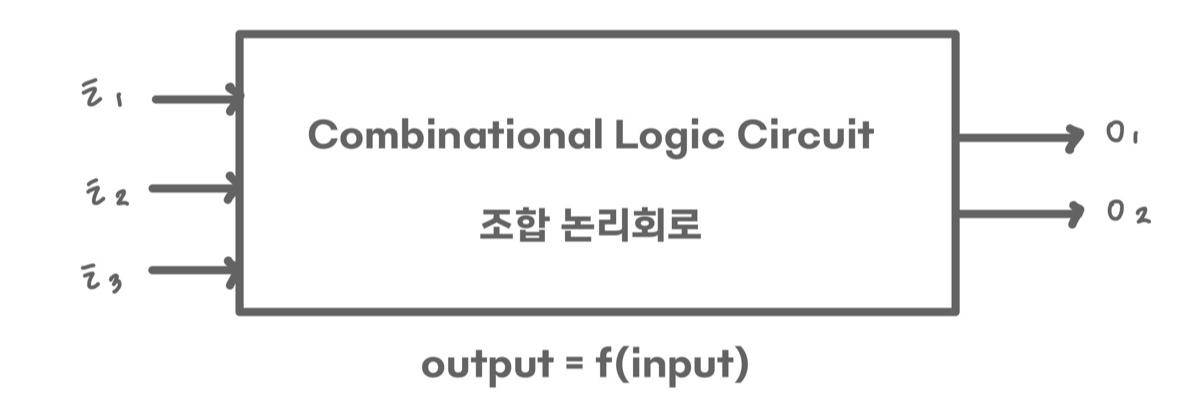 i₁
i₂
i₃
Combinational Logic Circuit
조합 논리회로
o₁
o₂
output = f(input)